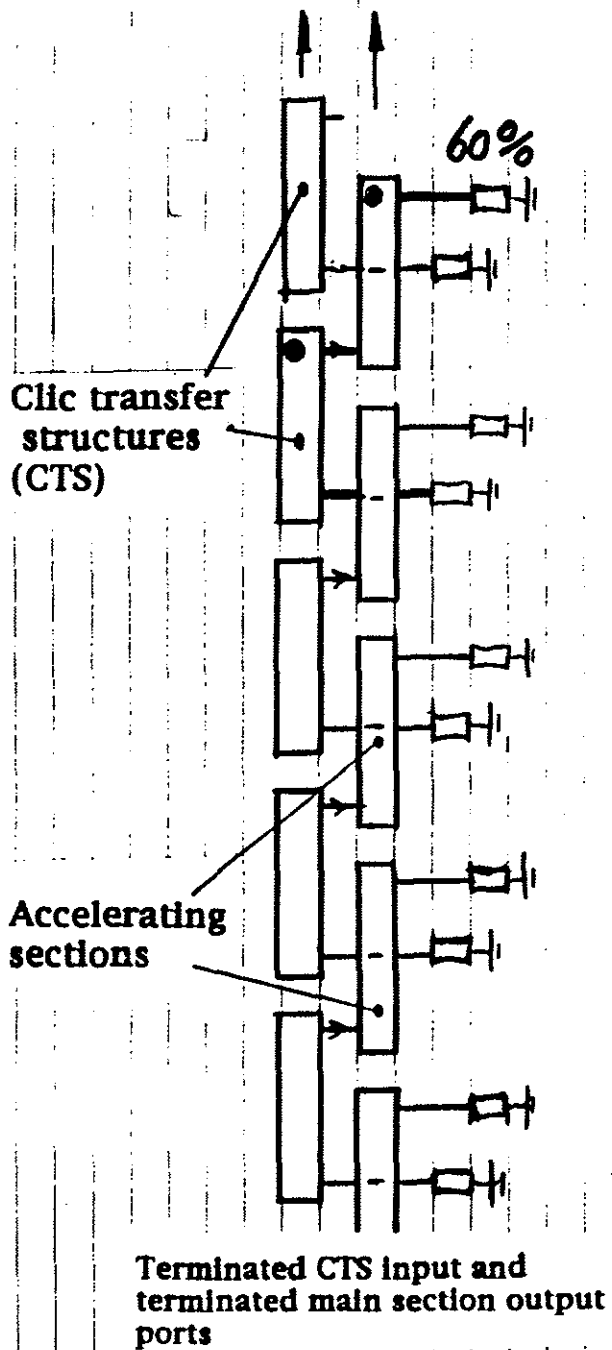 60%
Clic transfer
structures
(CTS)
Accelerating
sections
Terminated CTS input and
terminated main section output
ports